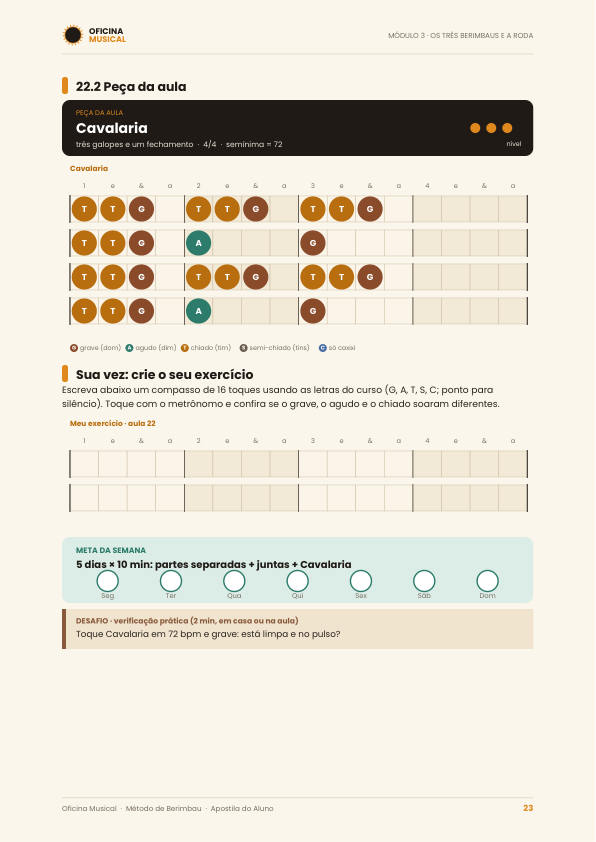 OFICINA
MUSICAL
MÓDULO 3 · OS TRÊS BERIMBAUS E A RODA
22.2 Peça da aula
PEÇA DA AULA
Cavalaria
três galopes e um fechamento · 4/4 · semínima = 72
nível
Cavalaria
1 e & a 2 e & a 3 e & a 4 e & a
T T G T T G T T G
T T G A G
T T G T T G T T G
T T G A G
G grave (dom) A agudo (dim) T chiado (tim) S semi-chiado (tins) C só caxixi
Sua vez: crie o seu exercício
Escreva abaixo um compasso de 16 toques usando as letras do curso (G, A, T, S, C; ponto para
silêncio). Toque com o metrônomo e confira se o grave, o agudo e o chiado soaram diferentes.
Meu exercício · aula 22
1 e & a 2 e & a 3 e & a 4 e & a
META DA SEMANA
5 dias × 10 min: partes separadas + juntas + Cavalaria
Seg Ter Qua Qui Sex Sáb Dom
DESAFIO · verificação prática (2 min, em casa ou na aula)
Toque Cavalaria em 72 bpm e grave: está limpa e no pulso?
Oficina Musical · Método de Berimbau · Apostila do Aluno
23